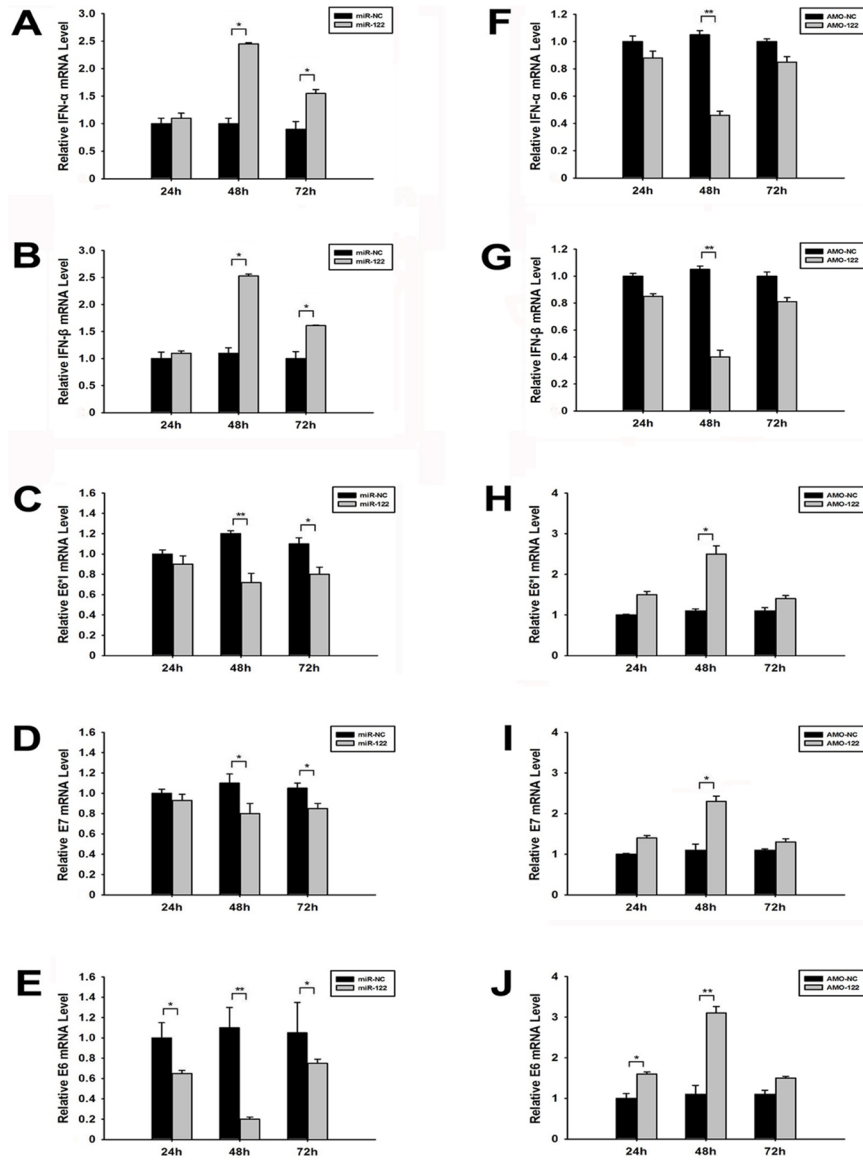 A
Relative IFN-α mRNA Level
3.0
2.5
2.0
1.5
1.0
0.5
0.0
miR-NC
miR-122
*
*
24h 48h 72h
F
Relative IFN-α mRNA Level
1.2
1.0
0.8
0.6
0.4
0.2
0.0
AMO-NC
AMO-122
**
24h 48h 72h
B
Relative IFN-β mRNA Level
3.0
2.5
2.0
1.5
1.0
0.5
0.0
miR-NC
miR-122
*
*
24h 48h 72h
G
Relative IFN-β mRNA Level
1.2
1.0
0.8
0.6
0.4
0.2
0
AMO-NC
AMO-122
**
24h 48h 72h
C
Relative E6*I mRNA Level
1.6
1.4
1.2
1.0
0.8
0.6
0.4
0.2
0
miR-NC
miR-122
**
*
24h 48h 72h
H
Relative E6*I mRNA Level
4
3
2
1
0
AMO-NC
AMO-122
*
24h 48h 72h
D
Relative E7 mRNA Level
1.6
1.4
1.2
1.0
0.8
0.6
0.4
0.2
0
miR-NC
miR-122
*
*
24h 48h 72h
I
Relative E7 mRNA Level
4
3
2
1
0
AMO-NC
AMO-122
*
24h 48h 72h
E
Relative E6 mRNA Level
1.6
1.4
1.2
1.0
0.8
0.6
0.4
0.2
0
miR-NC
miR-122
*
**
*
24h 48h 72h
J
Relative E6 mRNA Level
4
3
2
1
0
AMO-NC
AMO-122
*
**
24h 48h 72h